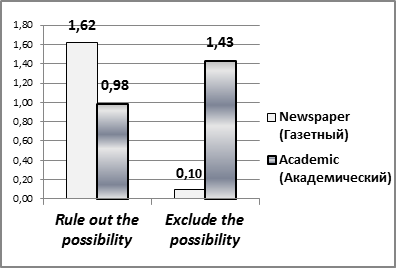 1,80
1,60
1,40
1,20
1,00
0,80
0,60
0,40
0,20
0,00
1,62
0,98
0,10
1,43
Rule out the
possibility
Exclude the
possibility
Newspaper
(Газетный)
Academic
(Академический)